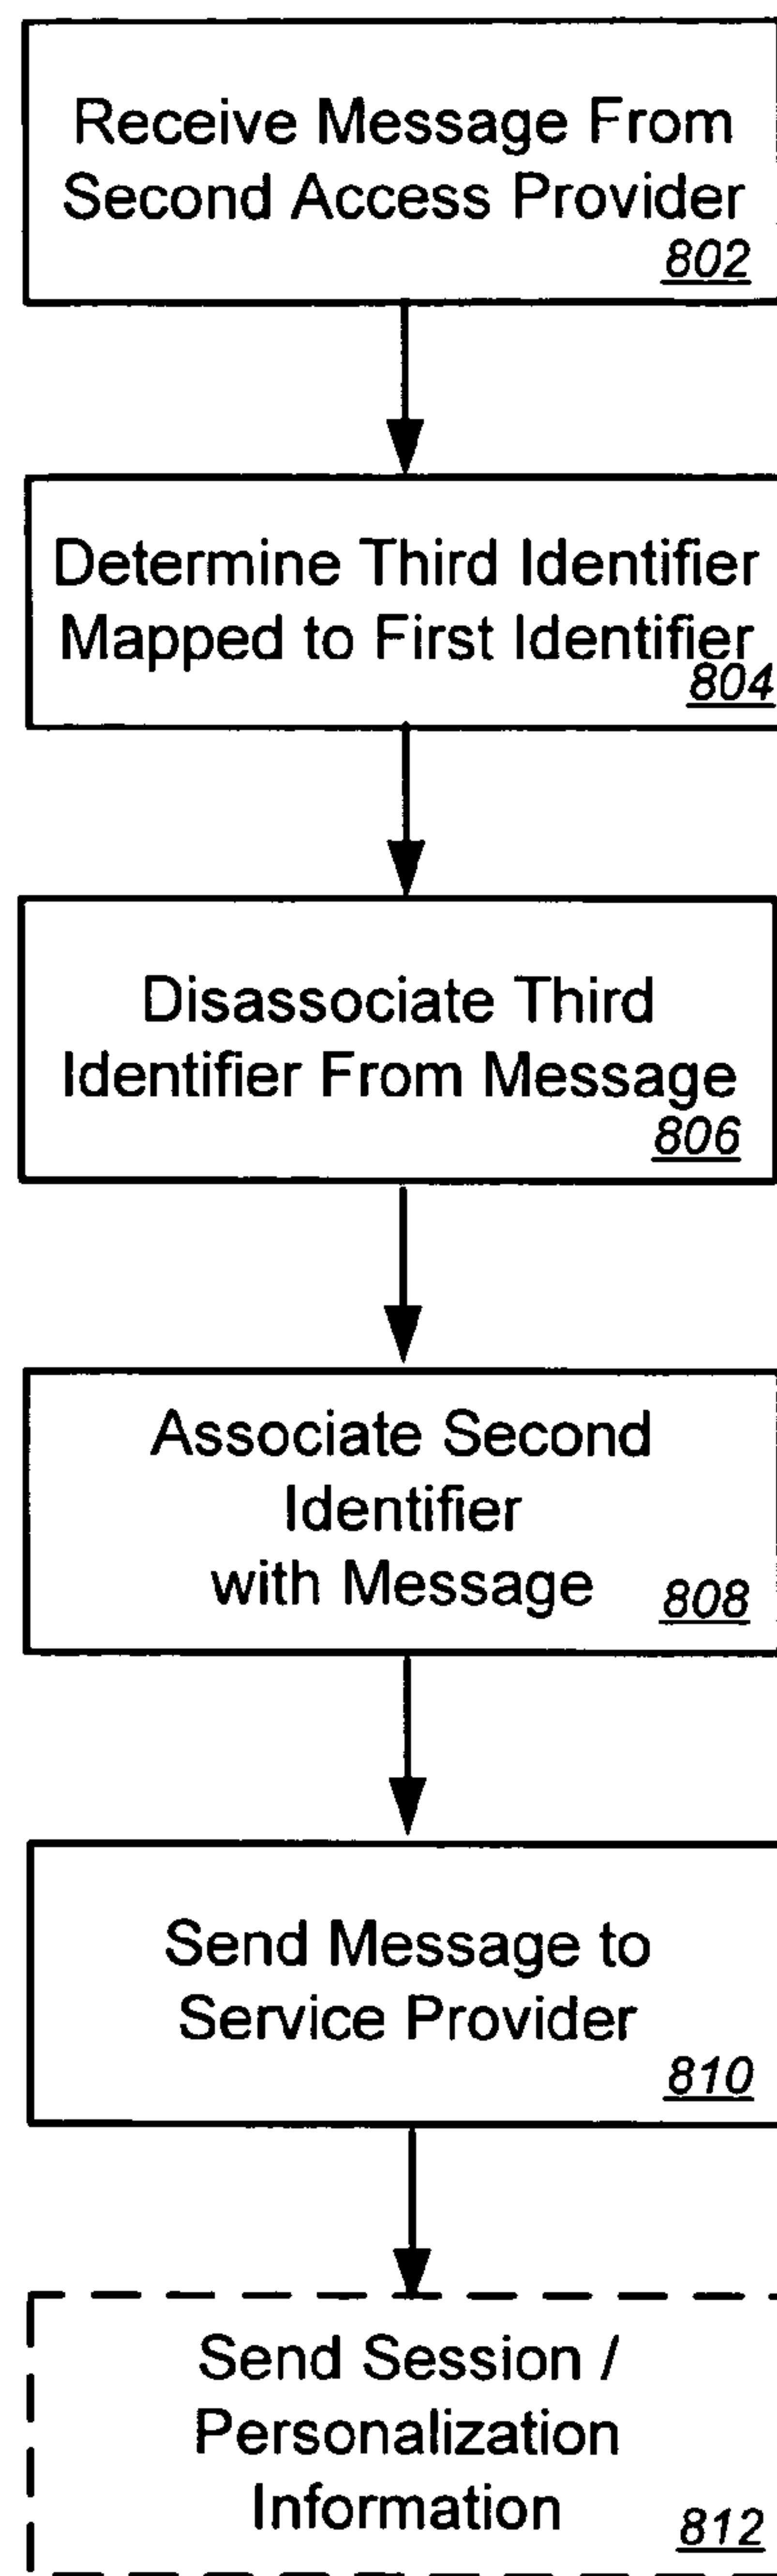 Receive Message From
Second Access Provider
802
Determine Third Identifier
Mapped to First Identifier
804
Disassociate Third
Identifier From Message
806
Associate Second
Identifier
with Message
808
Send Message to
Service Provider
810
Send Session /
Personalization
Information
812